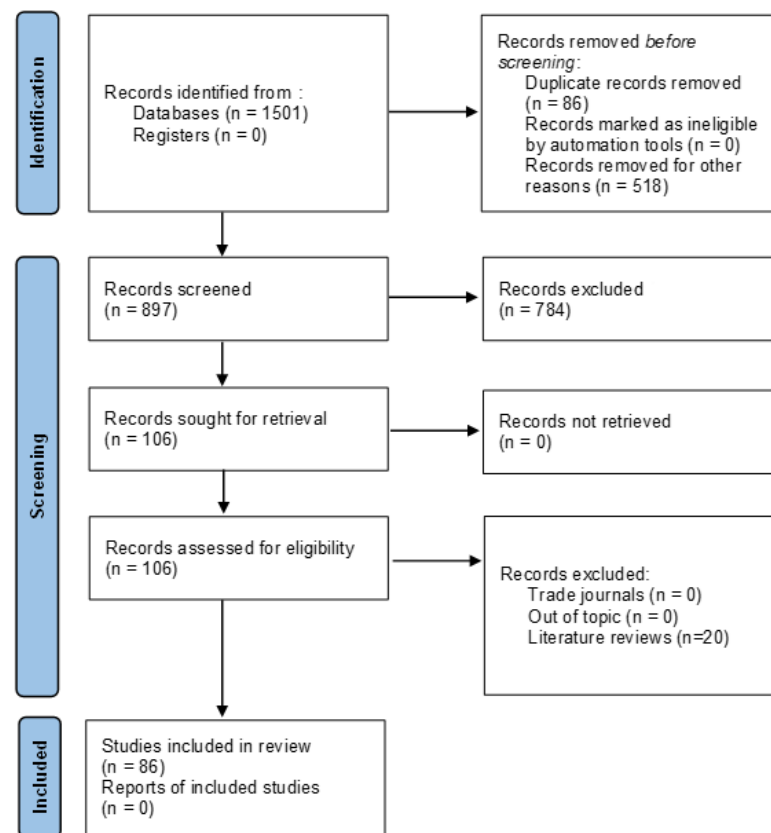 Identification
Records identified from :
Databases (n = 1501)
Registers (n = 0)
Records removed before
screening:
Duplicate records removed
(n = 86)
Records marked as ineligible
by automation tools (n = 0)
Records removed for other
reasons (n = 518)
Screening
Records screened
(n = 897)
Records excluded
(n = 784)
Records sought for retrieval
(n = 106)
Records not retrieved
(n = 0)
Records assessed for eligibility
(n = 106)
Records excluded:
Trade journals (n = 0)
Out of topic (n = 0)
Literature reviews (n=20)
Included
Studies included in review
(n = 86)
Reports of included studies
(n = 0)